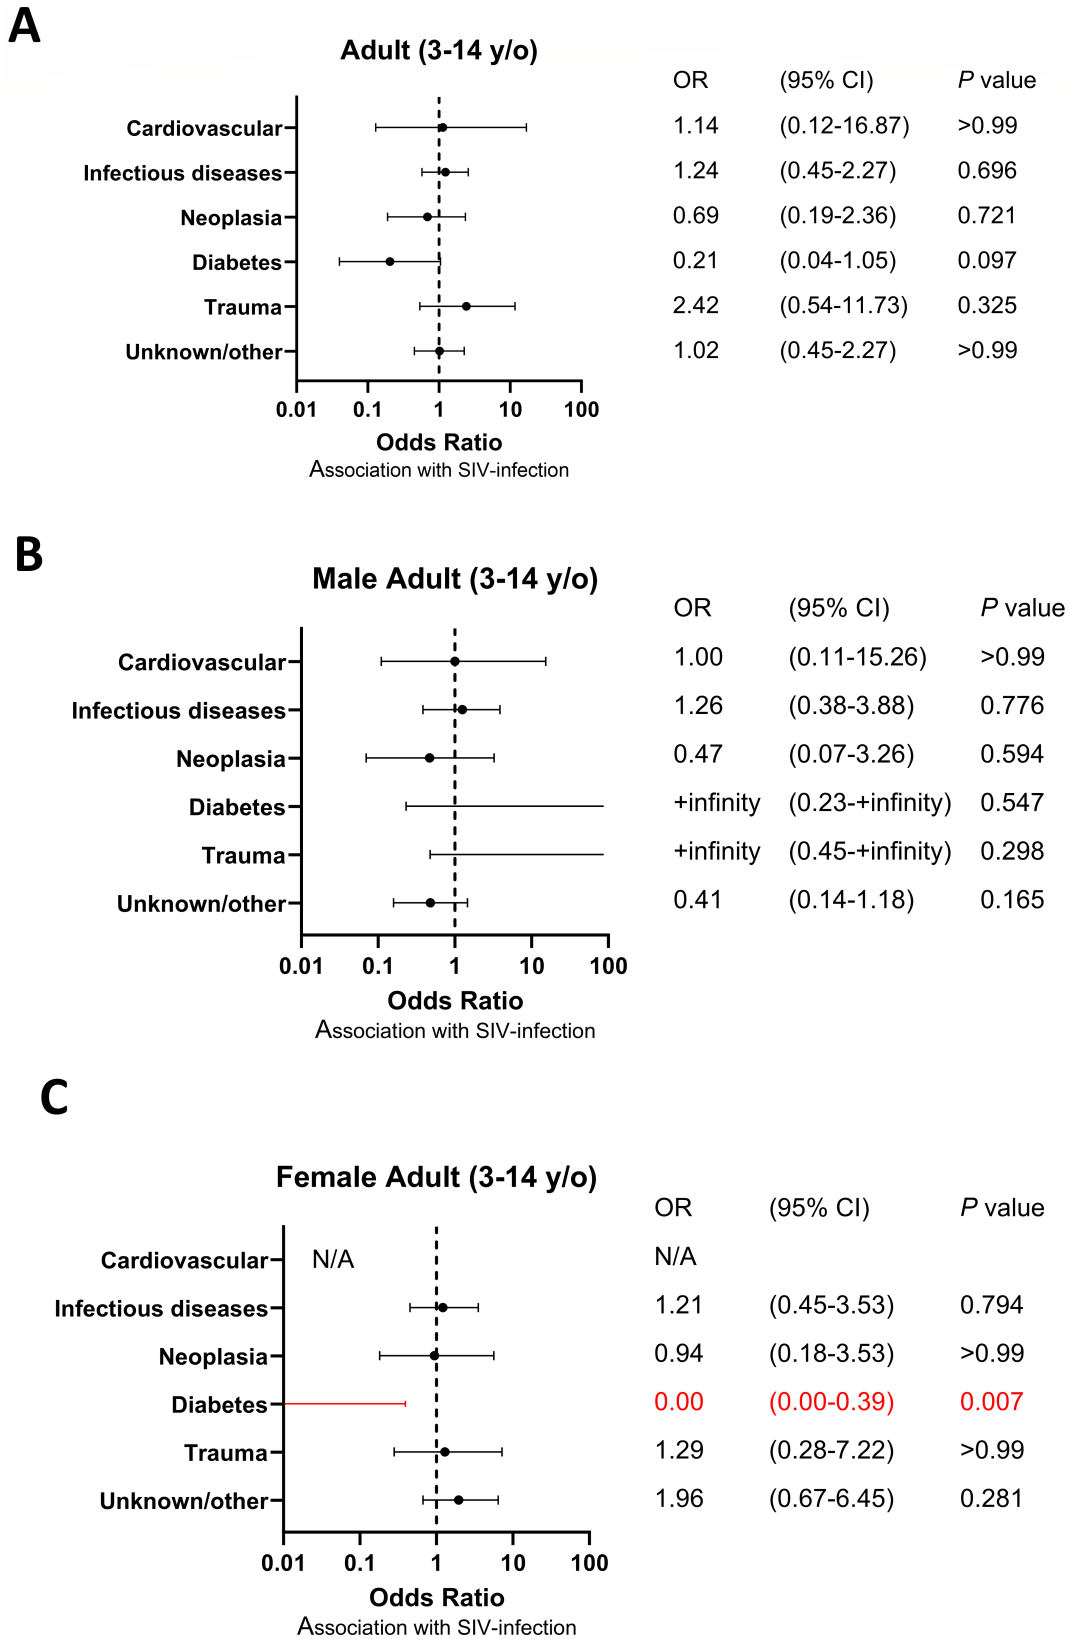 A
Adult (3-14 y/o)
OR (95% CI) P value
Cardiovascular 1.14 (0.12-16.87) >0.99
Infectious diseases 1.24 (0.45-2.27) 0.696
Neoplasia 0.69 (0.19-2.36) 0.721
Diabetes 0.21 (0.04-1.05) 0.097
Trauma 2.42 (0.54-11.73) 0.325
Unknown/other 1.02 (0.45-2.27) >0.99
0.01 0.1 1 10 100
Odds Ratio
Association with SIV-infection
B
Male Adult (3-14 y/o)
OR (95% CI) P value
Cardiovascular 1.00 (0.11-15.26) >0.99
Infectious diseases 1.26 (0.38-3.88) 0.776
Neoplasia 0.47 (0.07-3.26) 0.594
Diabetes +infinity (0.23-+infinity) 0.547
Trauma +infinity (0.45-+infinity) 0.298
Unknown/other 0.41 (0.14-1.18) 0.165
0.01 0.1 1 10 100
Odds Ratio
Association with SIV-infection
C
Female Adult (3-14 y/o)
OR (95% CI) P value
Cardiovascular N/A N/A
Infectious diseases 1.21 (0.45-3.53) 0.794
Neoplasia 0.94 (0.18-3.53) >0.99
Diabetes 0.00 (0.00-0.39) 0.007
Trauma 1.29 (0.28-7.22) >0.99
Unknown/other 1.96 (0.67-6.45) 0.281
0.01 0.1 1 10 100
Odds Ratio
Association with SIV-infection